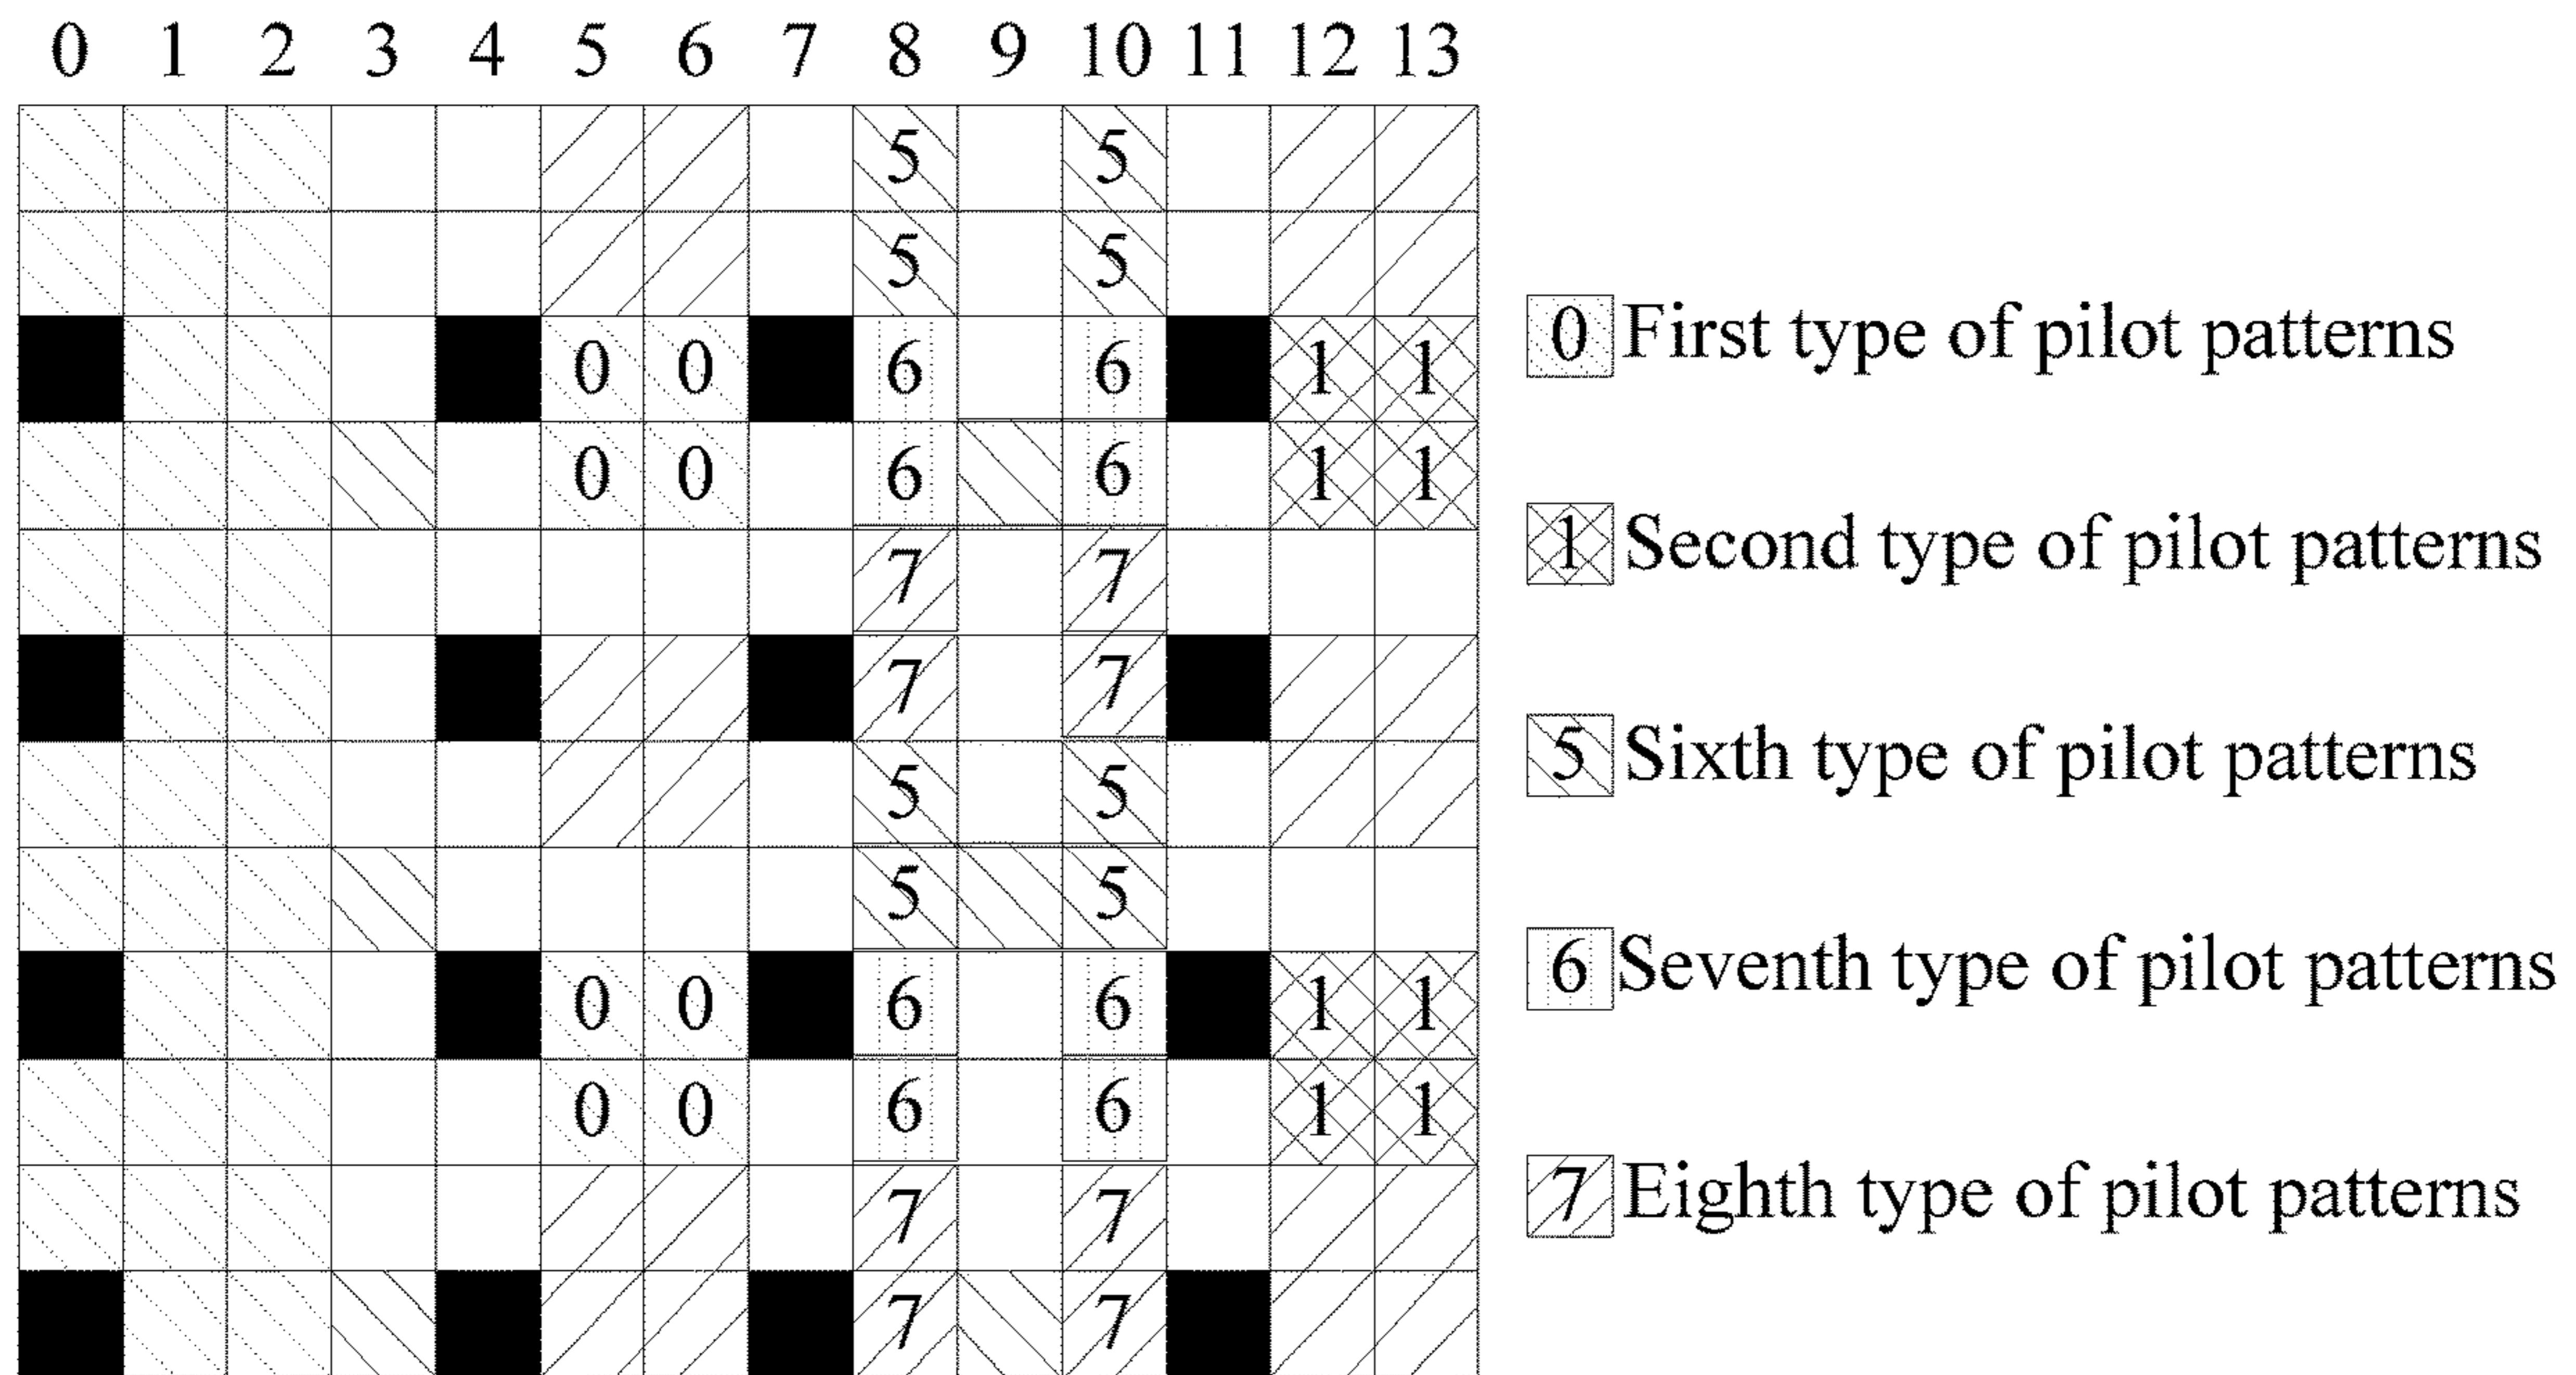 0 1 2 3 4 5 6 7 8 9 10 11 12 13
5 5
5 5
0 0 6 6 1 1
0 0 6 6 1 1
7 7
7 7
5 5
5 5
0 0 6 6 1 1
0 0 6 6 1 1
7 7
7 7
0 First type of pilot patterns
1 Second type of pilot patterns
5 Sixth type of pilot patterns
6 Seventh type of pilot patterns
7 Eighth type of pilot patterns